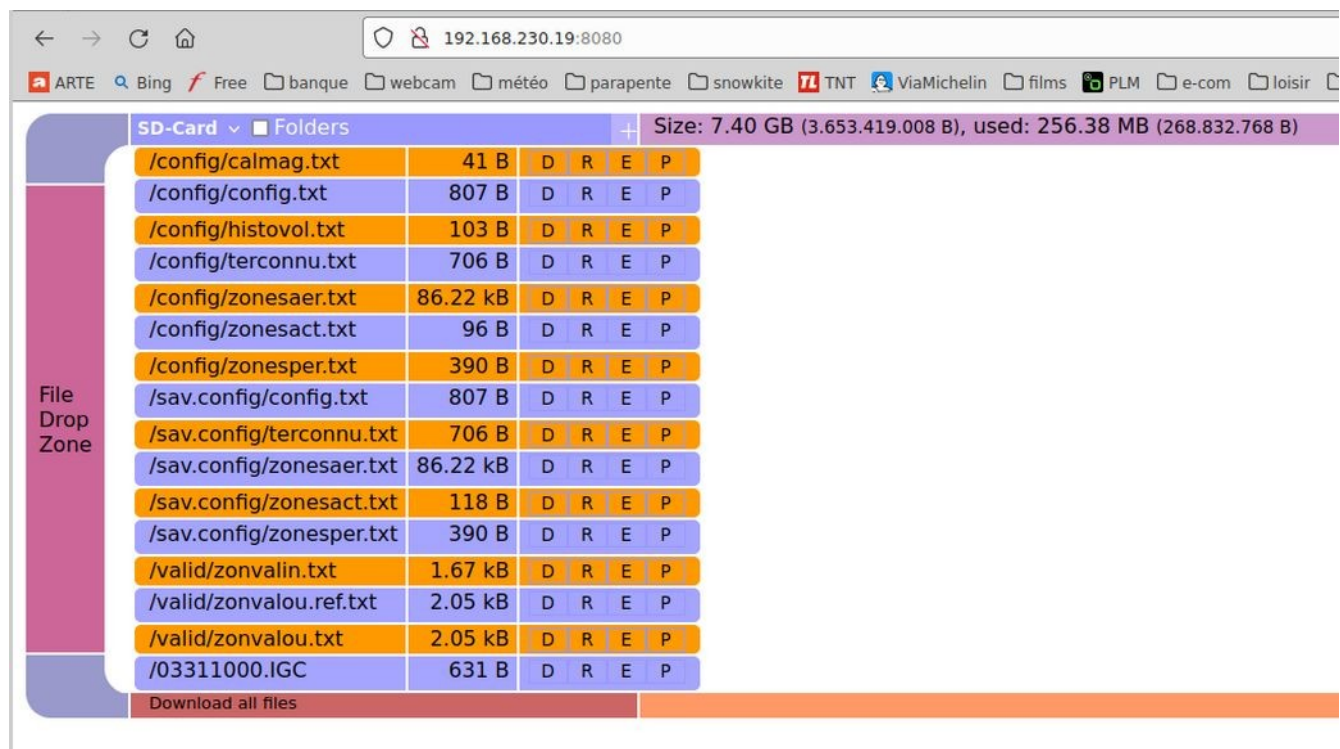 192.168.230.19:8080
ARTE Bing Free banque webcam météo parapente snowkite TNT ViaMichelin films PLM e-com loisir
SD-Card Folders + Size: 7.40 GB (3.653.419.008 B), used: 256.38 MB (268.832.768 B)
/config/calmag.txt 41 B D R E P
/config/config.txt 807 B D R E P
/config/histovol.txt 103 B D R E P
/config/terconnu.txt 706 B D R E P
/config/zonesaer.txt 86.22 kB D R E P
/config/zonesact.txt 96 B D R E P
/config/zonesper.txt 390 B D R E P
/sav.config/config.txt 807 B D R E P
/sav.config/terconnu.txt 706 B D R E P
/sav.config/zonesaer.txt 86.22 kB D R E P
/sav.config/zonesact.txt 118 B D R E P
/sav.config/zonesper.txt 390 B D R E P
/valid/zonvalin.txt 1.67 kB D R E P
/valid/zonvalou.ref.txt 2.05 kB D R E P
/valid/zonvalou.txt 2.05 kB D R E P
/03311000.IGC 631 B D R E P
File
Drop
Zone
Download all files